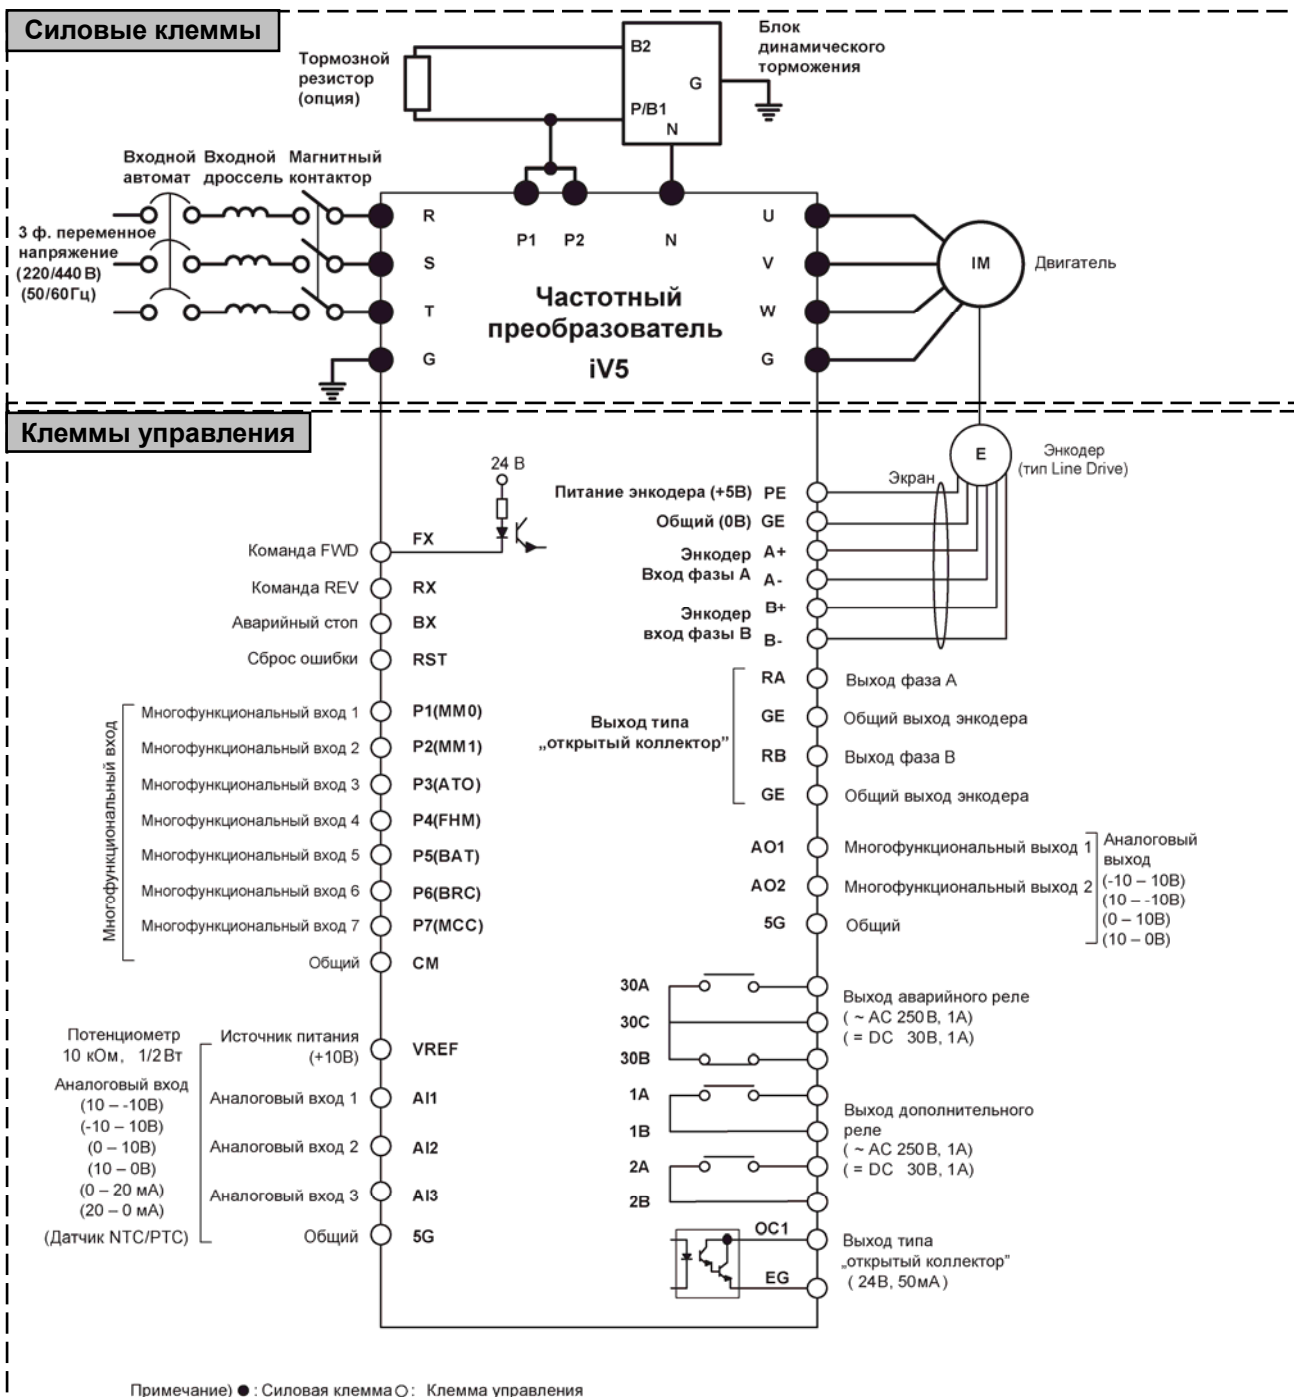 Силовые клеммы
Тормозной
резистор
(опция)
B2
G
P/B1
N
Блок
динамического
торможения
Входной
автомат
Входной
дроссель
Магнитный
контактор
3 ф. переменное
напряжение
(220/440 В)
(50/60Гц)
R
S
T
G
P1
P2
N
U
V
W
G
Частотный
преобразователь
iV5
IM
Двигатель
Клеммы управления
24 В
E
Энкодер
(тип Line Drive)
Экран
Питание энкодера (+5В) PE
Общий (0В) GE
Энкодер
Вход фазы А
A+
A-
Энкодер
вход фазы В
B+
B-
Команда FWD
FX
Команда REV
RX
Аварийный стоп
BX
Сброс ошибки
RST
Многофункциональный вход
Многофункциональный вход 1
P1(MM0)
Многофункциональный вход 2
P2(MM1)
Многофункциональный вход 3
P3(ATO)
Многофункциональный вход 4
P4(FHM)
Многофункциональный вход 5
P5(BAT)
Многофункциональный вход 6
P6(BRC)
Многофункциональный вход 7
P7(MCC)
Общий
CM
Выход типа
„открытый коллектор”
RA
Выход фаза А
GE
Общий выход энкодера
RB
Выход фаза В
GE
Общий выход энкодера
AO1
Многофункциональный выход 1
AO2
Многофункциональный выход 2
5G
Общий
Аналоговый
выход
(-10 – 10В)
(10 – -10В)
(0 – 10В)
(10 – 0В)
Потенциометр
10 кОм, 1/2 Вт
Аналоговый вход
(10 – -10В)
(-10 – 10В)
(0 – 10В)
(10 – 0В)
(0 – 20 мА)
(20 – 0 мА)
(Датчик NTC/PTC)
Источник питания
(+10В)
VREF
Аналоговый вход 1
AI1
Аналоговый вход 2
AI2
Аналоговый вход 3
AI3
Общий
5G
30A
30C
30B
Выход аварийного реле
( ~ AC 250 В, 1А)
( = DC 30В, 1А)
1A
1B
2A
2B
Выход дополнительного
реле
( ~ AC 250 В, 1А)
( = DC 30В, 1А)
OC1
EG
Выход типа
„открытый коллектор”
( 24В, 50мА )
Примечание) ● : Силовая клемма ○ : Клемма управления